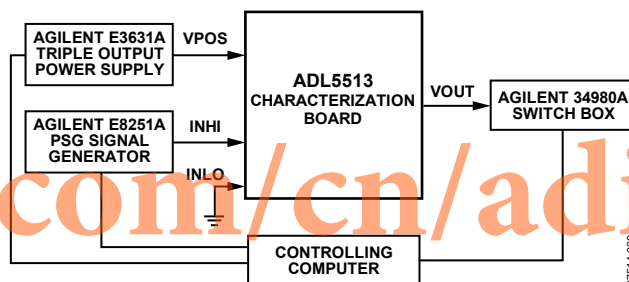 AGILENT E3631A
TRIPLE OUTPUT
POWER SUPPLY
VPOS
ADL5513
CHARACTERIZATION
BOARD
VOUT
AGILENT 34980A
SWITCH BOX
AGILENT E8251A
PSG SIGNAL
GENERATOR
INHI
INLO
com/cn/adi
CONTROLLING
COMPUTER